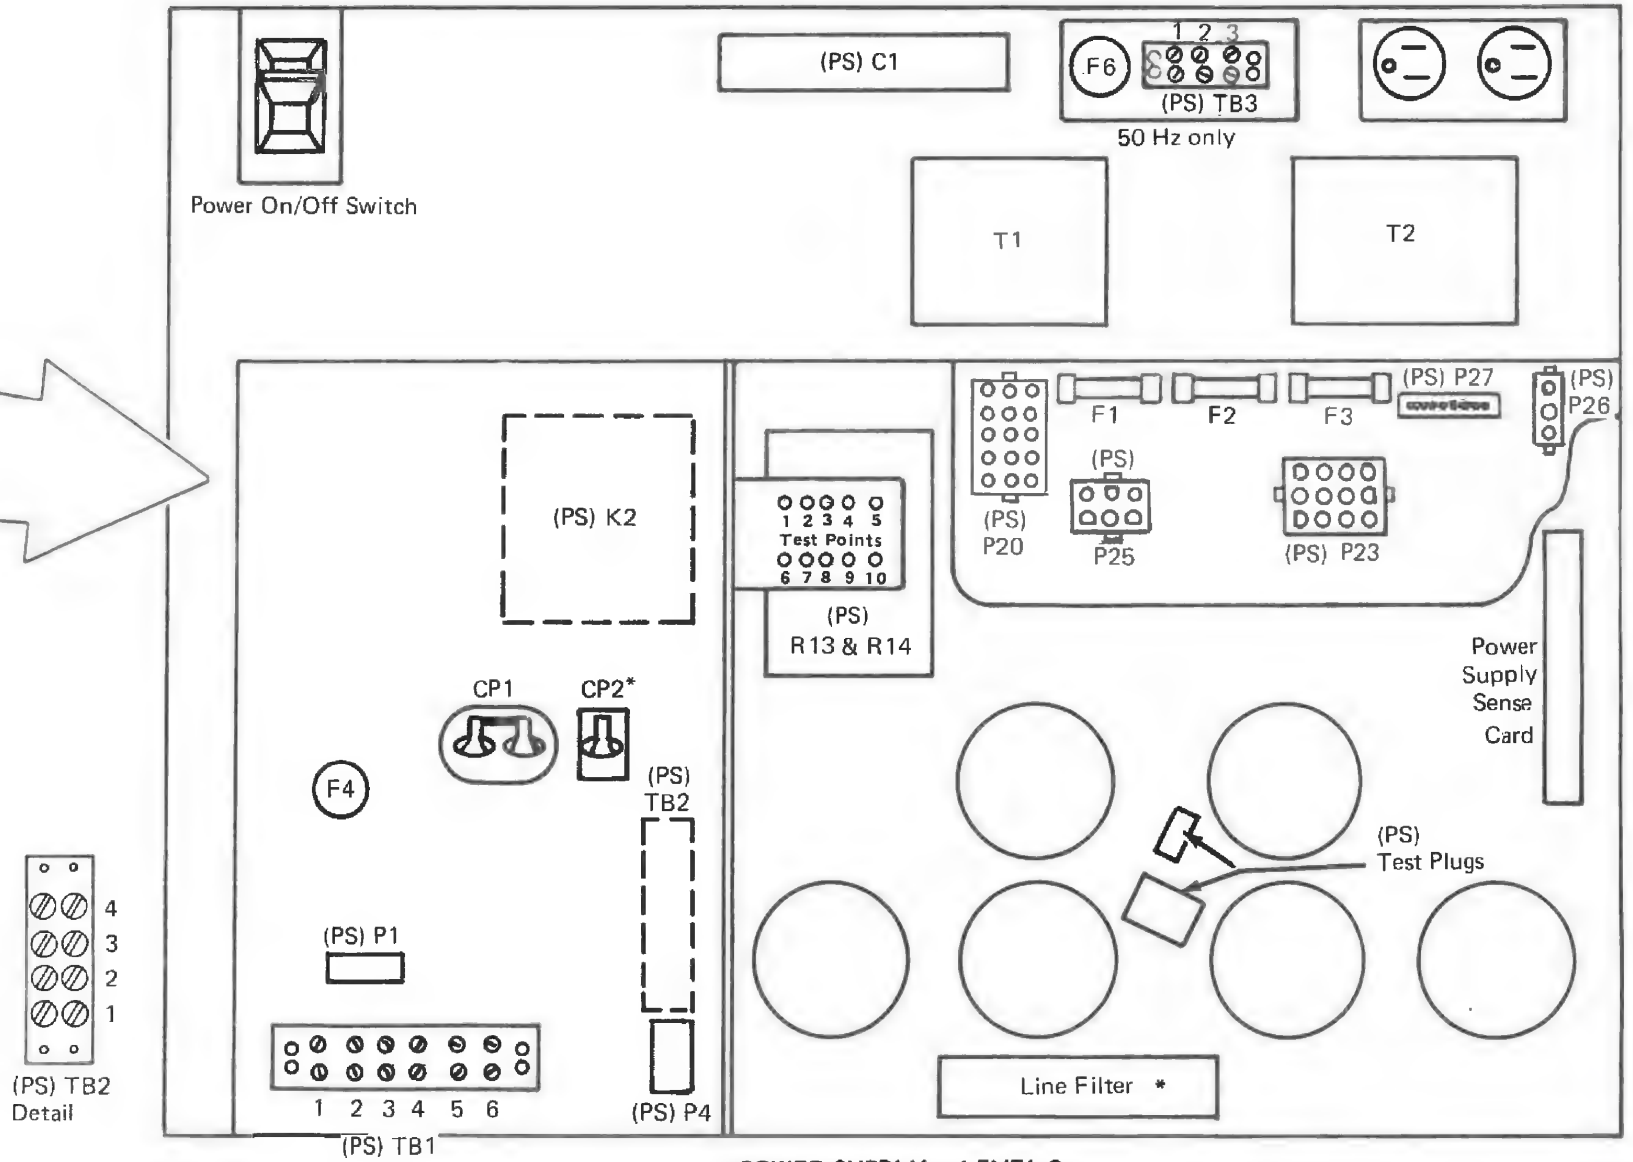 (PS) C1
F6
1 2 3
(PS) TB3
50 Hz only
Power On/Off Switch
T1
T2
(PS) K2
1 2 3 4 5
Test Points
6 7 8 9 10
(PS)
R13 & R14
(PS)
P20
F1
F2
F3
(PS) P27
(PS)
P26
(PS)
P25
(PS) P23
Power
Supply
Sense
Card
CP1
CP2*
F4
(PS)
TB2
(PS)
Test Plugs
(PS) P1
4
3
2
1
(PS) TB2
Detail
1 2 3 4 5 6
(PS) TB1
(PS) P4
Line Filter *